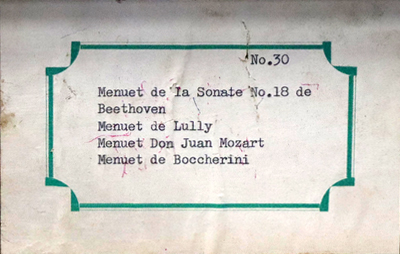 No.30
Menuet de Ia Sonate No.18 de
Beethoven
Menuet de Lully
Menuet Don Juan Mozart
Menuet de Boccherini